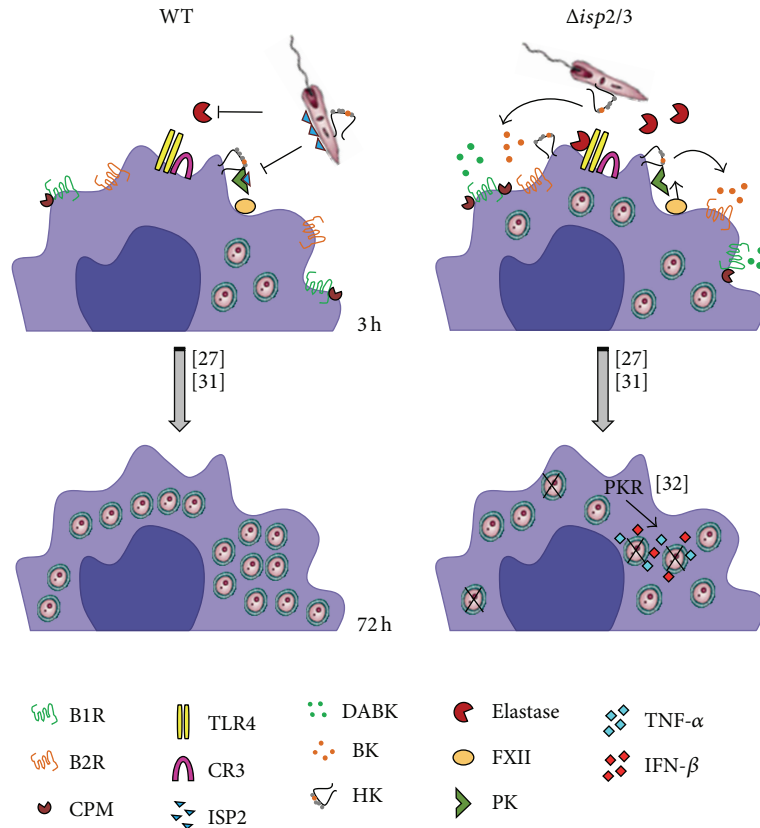 WT
Δisp2/3
3 h
[27]
[31]
[27]
[31]
PKR
[32]
72 h
B1R
TLR4
DABK
Elastase
TNF-α
B2R
CR3
BK
FXII
IFN-β
CPM
ISP2
HK
PK